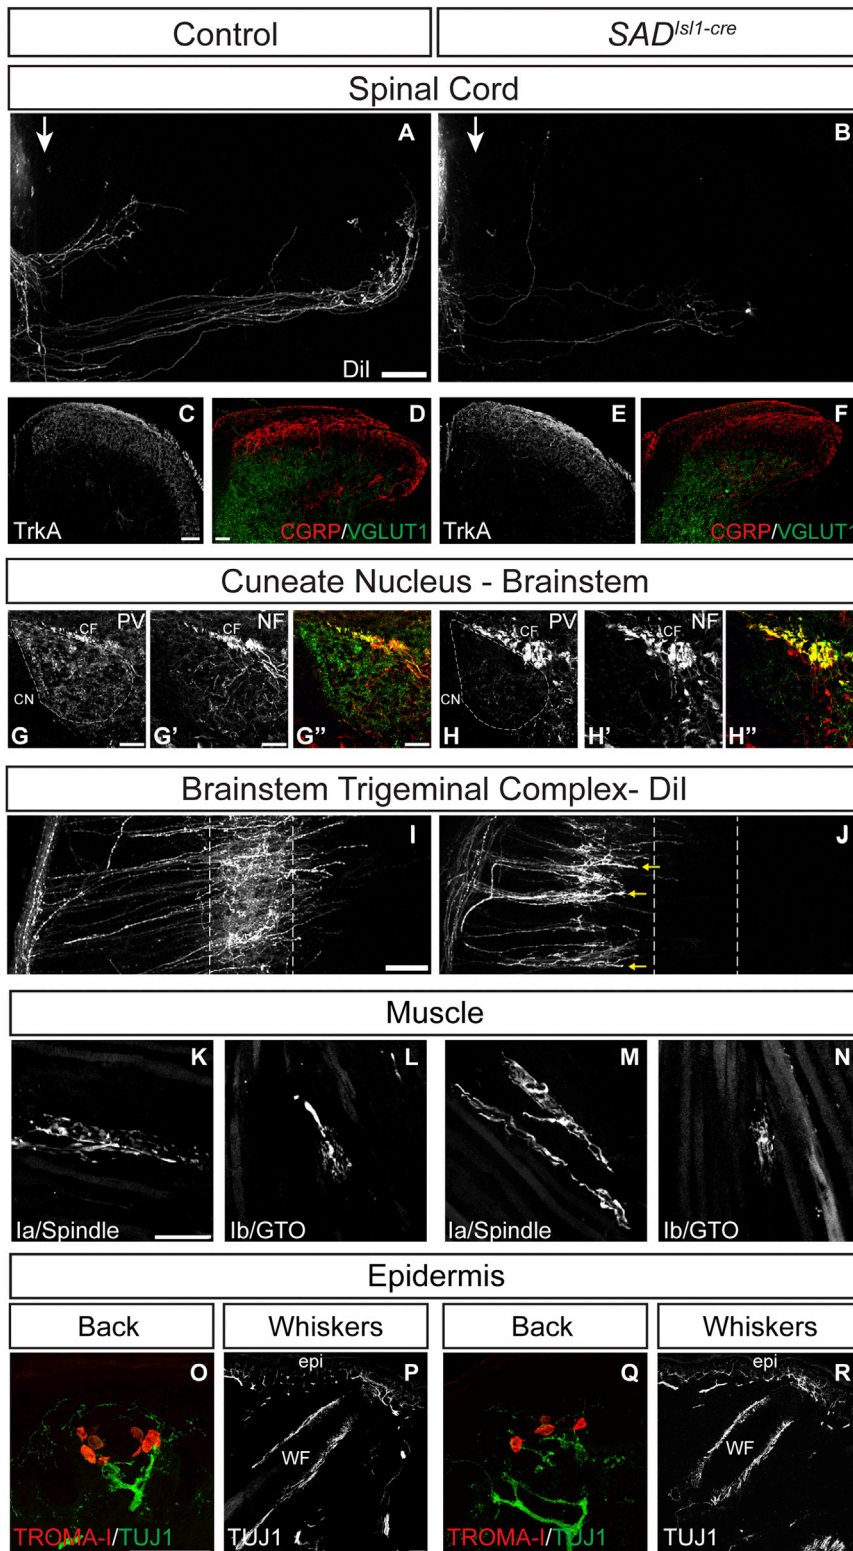 Control
SAD^Isl1-cre
Spinal Cord
A
B
DiI
C
D
E
F
TrkA
CGRP/VGLUT1
TrkA
CGRP/VGLUT1
Cuneate Nucleus - Brainstem
PV
NF
PV
NF
CF
CF
CF
CF
CN
CN
G
G'
G"
H
H'
H"
Brainstem Trigeminal Complex- DiI
I
J
Muscle
K
L
M
N
Ia/Spindle
Ib/GTO
Ia/Spindle
Ib/GTO
Epidermis
Back
Whiskers
Back
Whiskers
O
epi
P
Q
epi
R
WF
WF
TROMA-I/TUJ1
TUJ1
TROMA-I/TUJ1
TUJ1